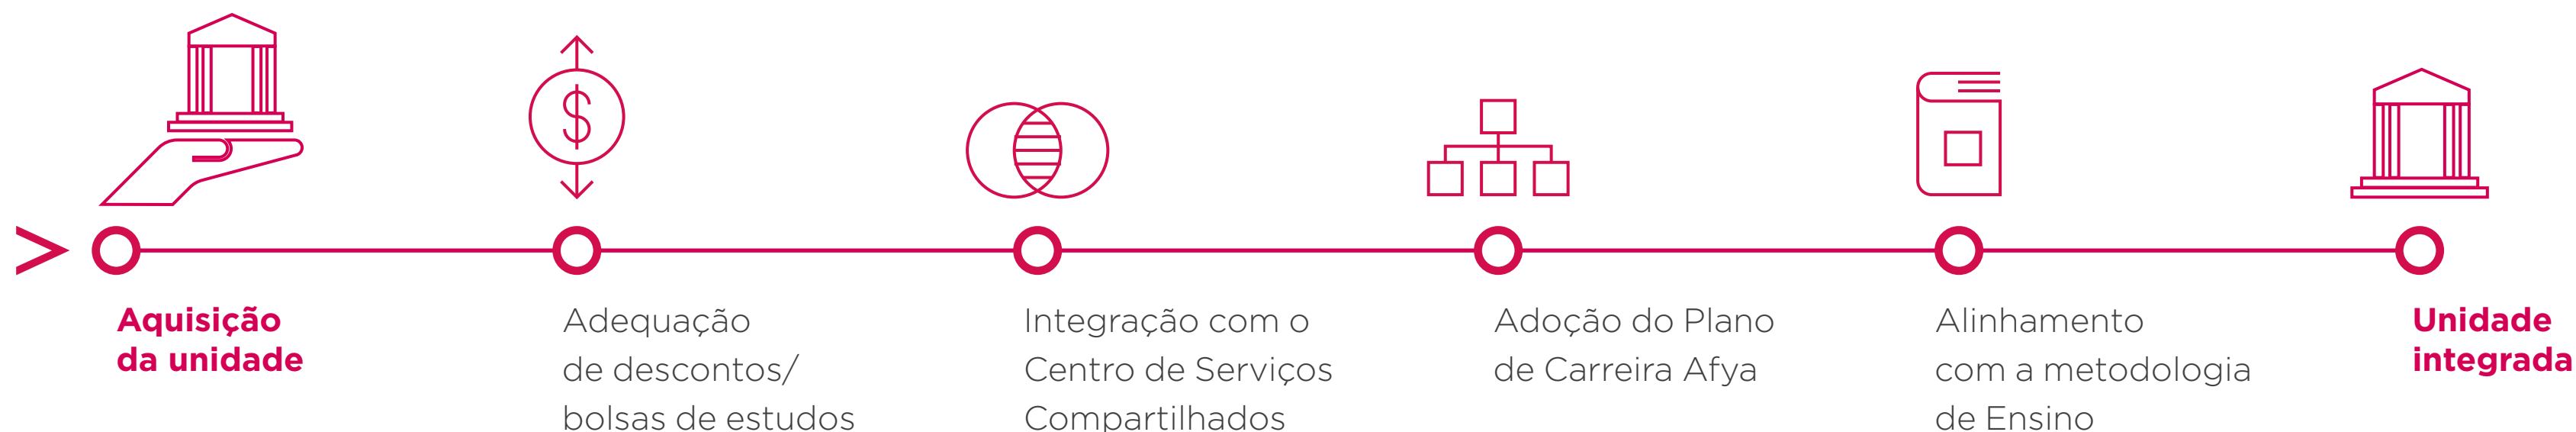 Aquisição
da unidade
Adequação
de descontos/
bolsas de estudos
Integração com o
Centro de Serviços
Compartilhados
Adoção do Plano
de Carreira Afya
Alinhamento
com a metodologia
de Ensino
Unidade
integrada